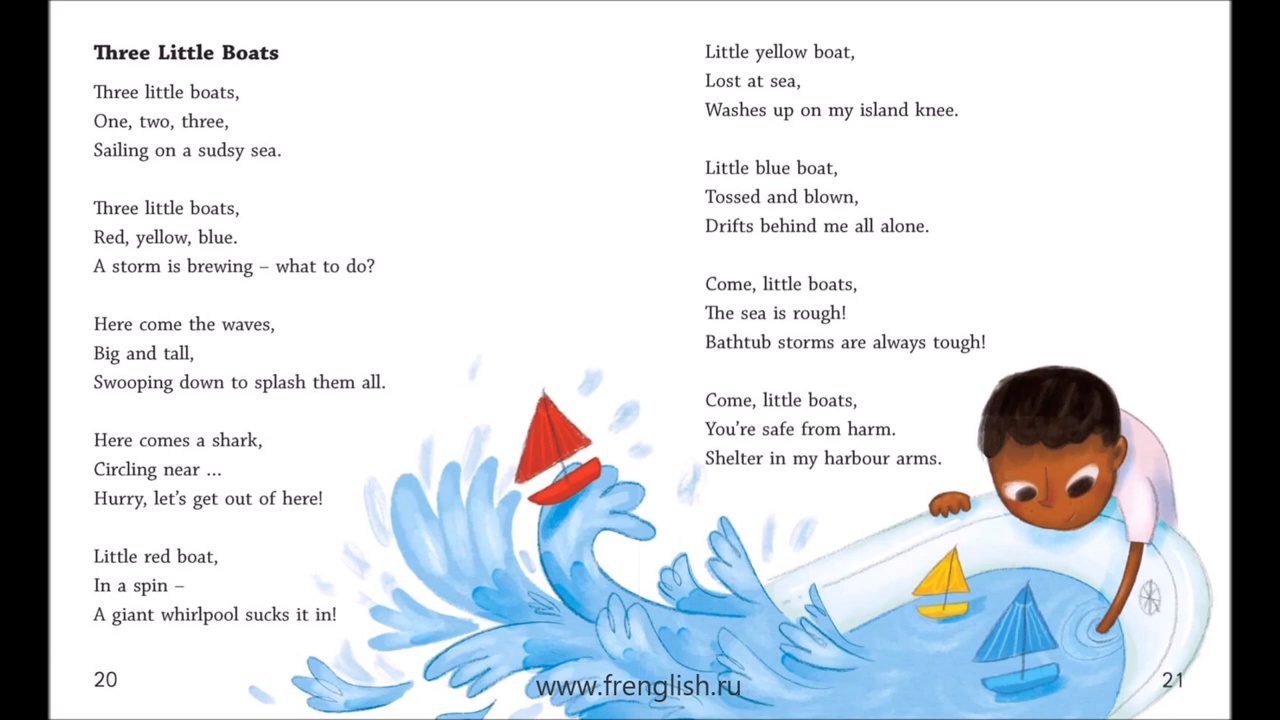 Three Little Boats
Three little boats,
One, two, three,
Sailing on a sudsy sea.
Three little boats,
Red, yellow, blue.
A storm is brewing – what to do?
Here come the waves,
Big and tall,
Swooping down to splash them all.
Here comes a shark,
Circling near ...
Hurry, let's get out of here!
Little red boat,
In a spin –
A giant whirlpool sucks it in!
20
Little yellow boat,
Lost at sea,
Washes up on my island knee.
Little blue boat,
Tossed and blown,
Drifts behind me all alone.
Come, little boats,
The sea is rough!
Bathtub storms are always tough!
Come, little boats,
You're safe from harm.
Shelter in my harbour arms.
21
www.frenglish.ru